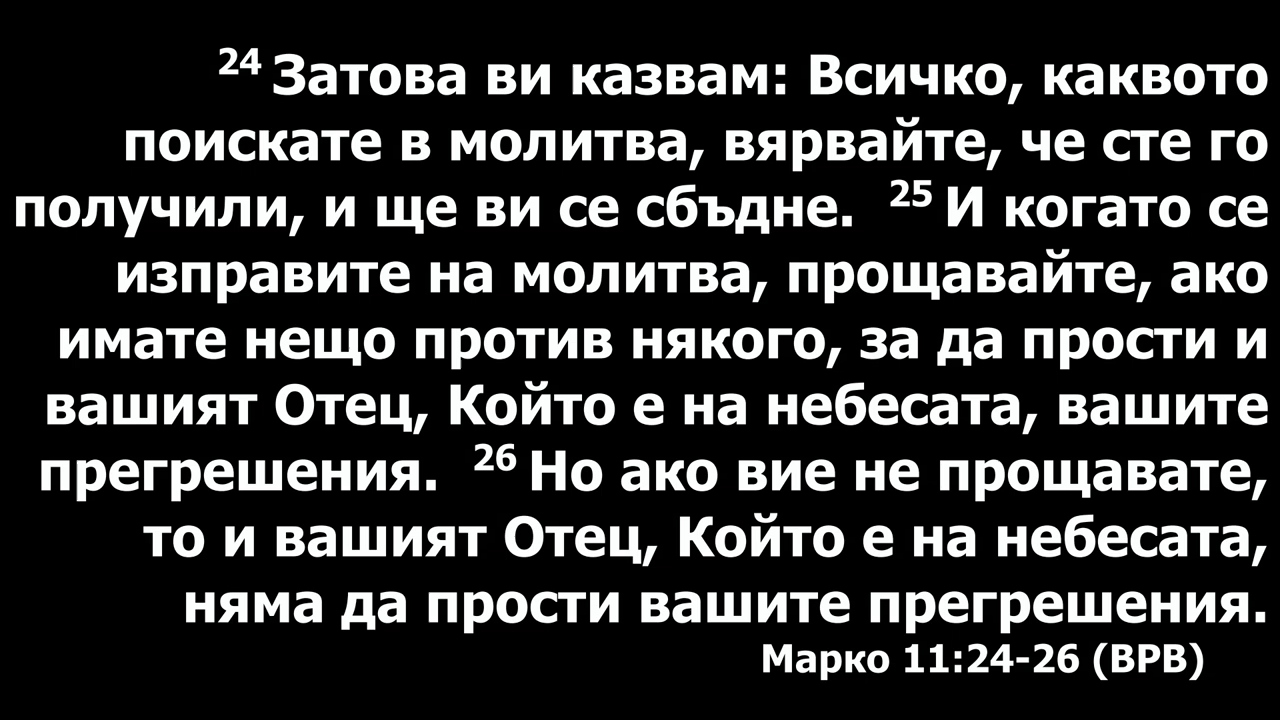 24 Затова ви казвам: Всичко, каквото
поискате в молитва, вярвайте, че сте го
получили, и ще ви се сбъдне. 25 И когато се
изправите на молитва, прощавайте, ако
имате нещо против някого, за да прости и
вашият Отец, Който е на небесата, вашите
прегрешения. 26 Но ако вие не прощавате,
то и вашият Отец, Който е на небесата,
няма да прости вашите прегрешения.
Марко 11:24-26 (ВРВ)